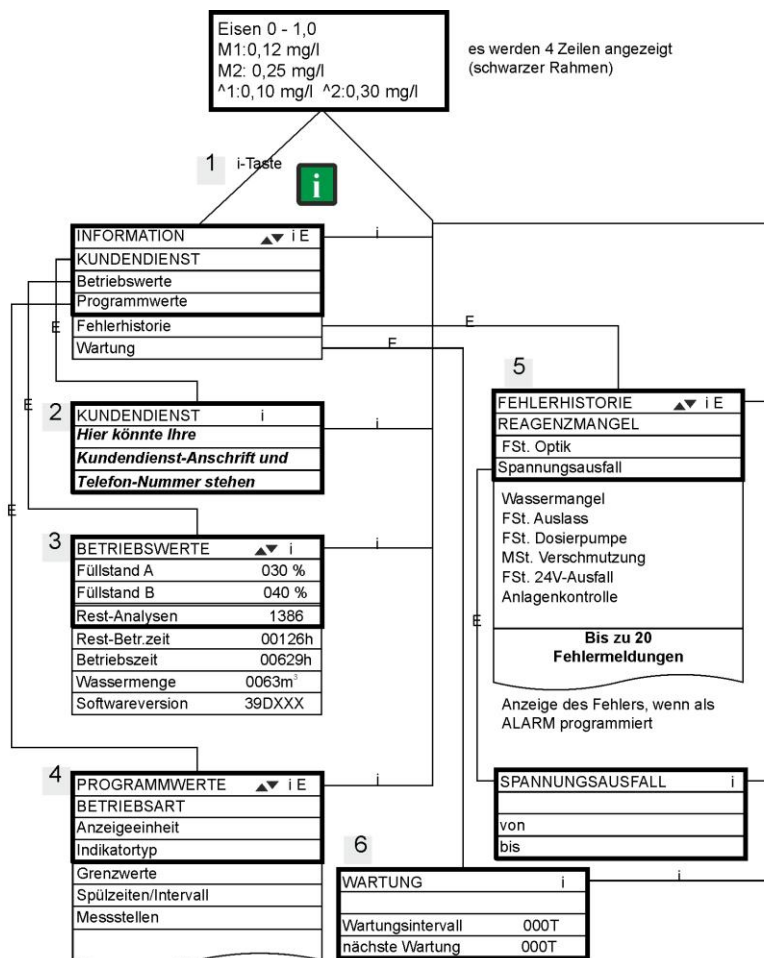 Eisen 0 - 1,0
M1:0,12 mg/l
M2: 0,25 mg/l
^1:0,10 mg/l ^2:0,30 mg/l
es werden 4 Zeilen angezeigt
(schwarzer Rahmen)
1 i-Taste
i
INFORMATION ▲▼ i E
KUNDENDIENST
Betriebswerte
Programmwerte
Fehlerhistorie
Wartung
i
E
E
E
E
E
2
KUNDENDIENST i
Hier könnte Ihre
Kundendienst-Anschrift und
Telefon-Nummer stehen
i
3
BETRIEBSWERTE ▲▼ i
Füllstand A 030 %
Füllstand B 040 %
Rest-Analysen 1386
Rest-Betr.zeit 00126h
Betriebszeit 00629h
Wassermenge 0063m³
Softwareversion 39DXXX
i
4
PROGRAMMWERTE ▲▼ i E
BETRIEBSART
Anzeigeeinheit
Indikatortyp
Grenzwerte
Spülzeiten/Intervall
Messstellen
i
5
FEHLERHISTORIE ▲▼ i E
REAGENZMANGEL
FSt. Optik
Spannungsausfall
Wassermangel
FSt. Auslass
FSt. Dosierpumpe
MSt. Verschmutzung
FSt. 24V-Ausfall
Anlagenkontrolle
Bis zu 20
Fehlermeldungen
Anzeige des Fehlers, wenn als
ALARM programmiert
E
SPANNUNGSAUSFALL i
von
bis
6
WARTUNG i
Wartungsintervall 000T
nächste Wartung 000T
i